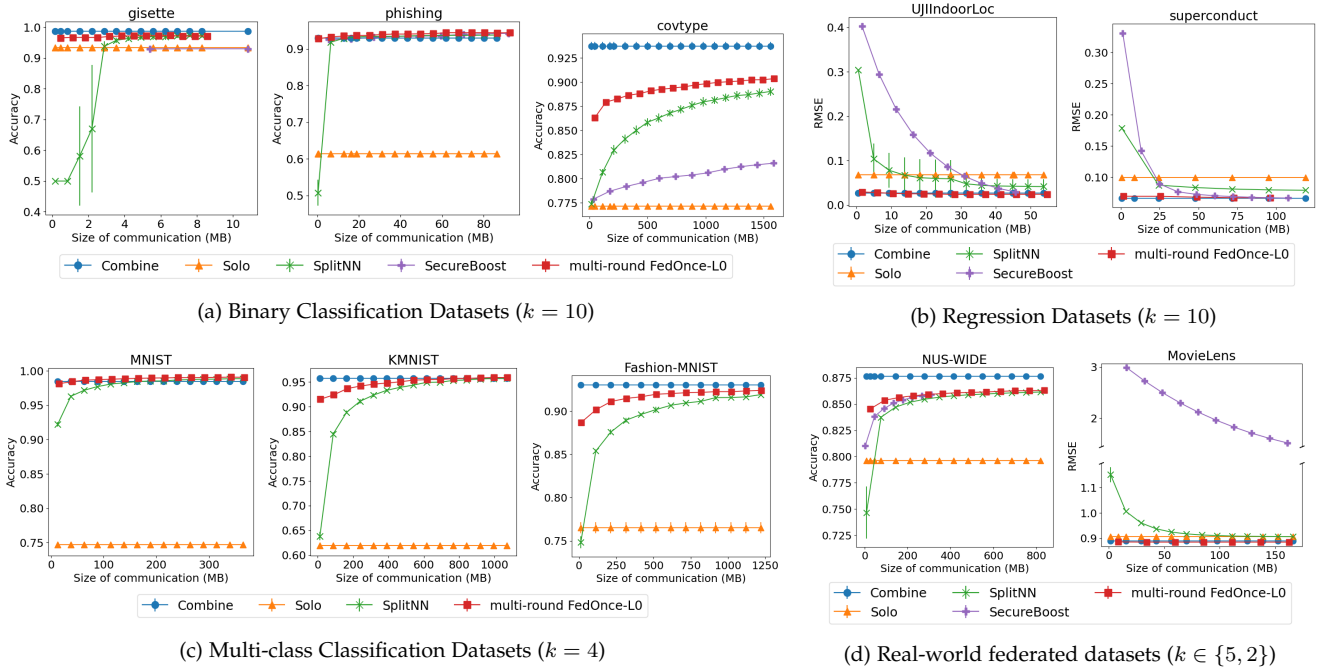 gisette
1.0
0.9
0.8
0.7
0.6
0.5
0.4
Accuracy
0 2 4 6 8 10
Size of communication (MB)
phishing
0.9
0.8
0.7
0.6
0.5
Accuracy
0 20 40 60 80
Size of communication (MB)
covtype
0.925
0.900
0.875
0.850
0.825
0.800
0.775
Accuracy
0 500 1000 1500
Size of communication (MB)
Combine Solo SplitNN SecureBoost multi-round FedOnce-L0
(a) Binary Classification Datasets (k = 10)
UJIIndoorLoc
0.4
0.3
0.2
0.1
0.0
RMSE
0 10 20 30 40 50
Size of communication (MB)
superconduct
0.30
0.25
0.20
0.15
0.10
RMSE
0 25 50 75 100
Size of communication (MB)
Combine SplitNN multi-round FedOnce-L0
Solo SecureBoost
(b) Regression Datasets (k = 10)
MNIST
1.00
0.95
0.90
0.85
0.80
0.75
Accuracy
0 100 200 300
Size of communication (MB)
KMNIST
0.95
0.90
0.85
0.80
0.75
0.70
0.65
0.60
Accuracy
0 200 400 600 800 1000
Size of communication (MB)
Fashion-MNIST
0.90
0.85
0.80
0.75
Accuracy
0 250 500 750 1000 1250
Size of communication (MB)
Combine Solo SplitNN multi-round FedOnce-L0
(c) Multi-class Classification Datasets (k = 4)
NUS-WIDE
0.875
0.850
0.825
0.800
0.775
0.750
0.725
Accuracy
0 200 400 600 800
Size of communication (MB)
MovieLens
3
2
1.1
1.0
0.9
RMSE
0 50 100 150
Size of communication (MB)
Combine SplitNN multi-round FedOnce-L0
Solo SecureBoost
(d) Real-world federated datasets (k ∈ {5, 2})